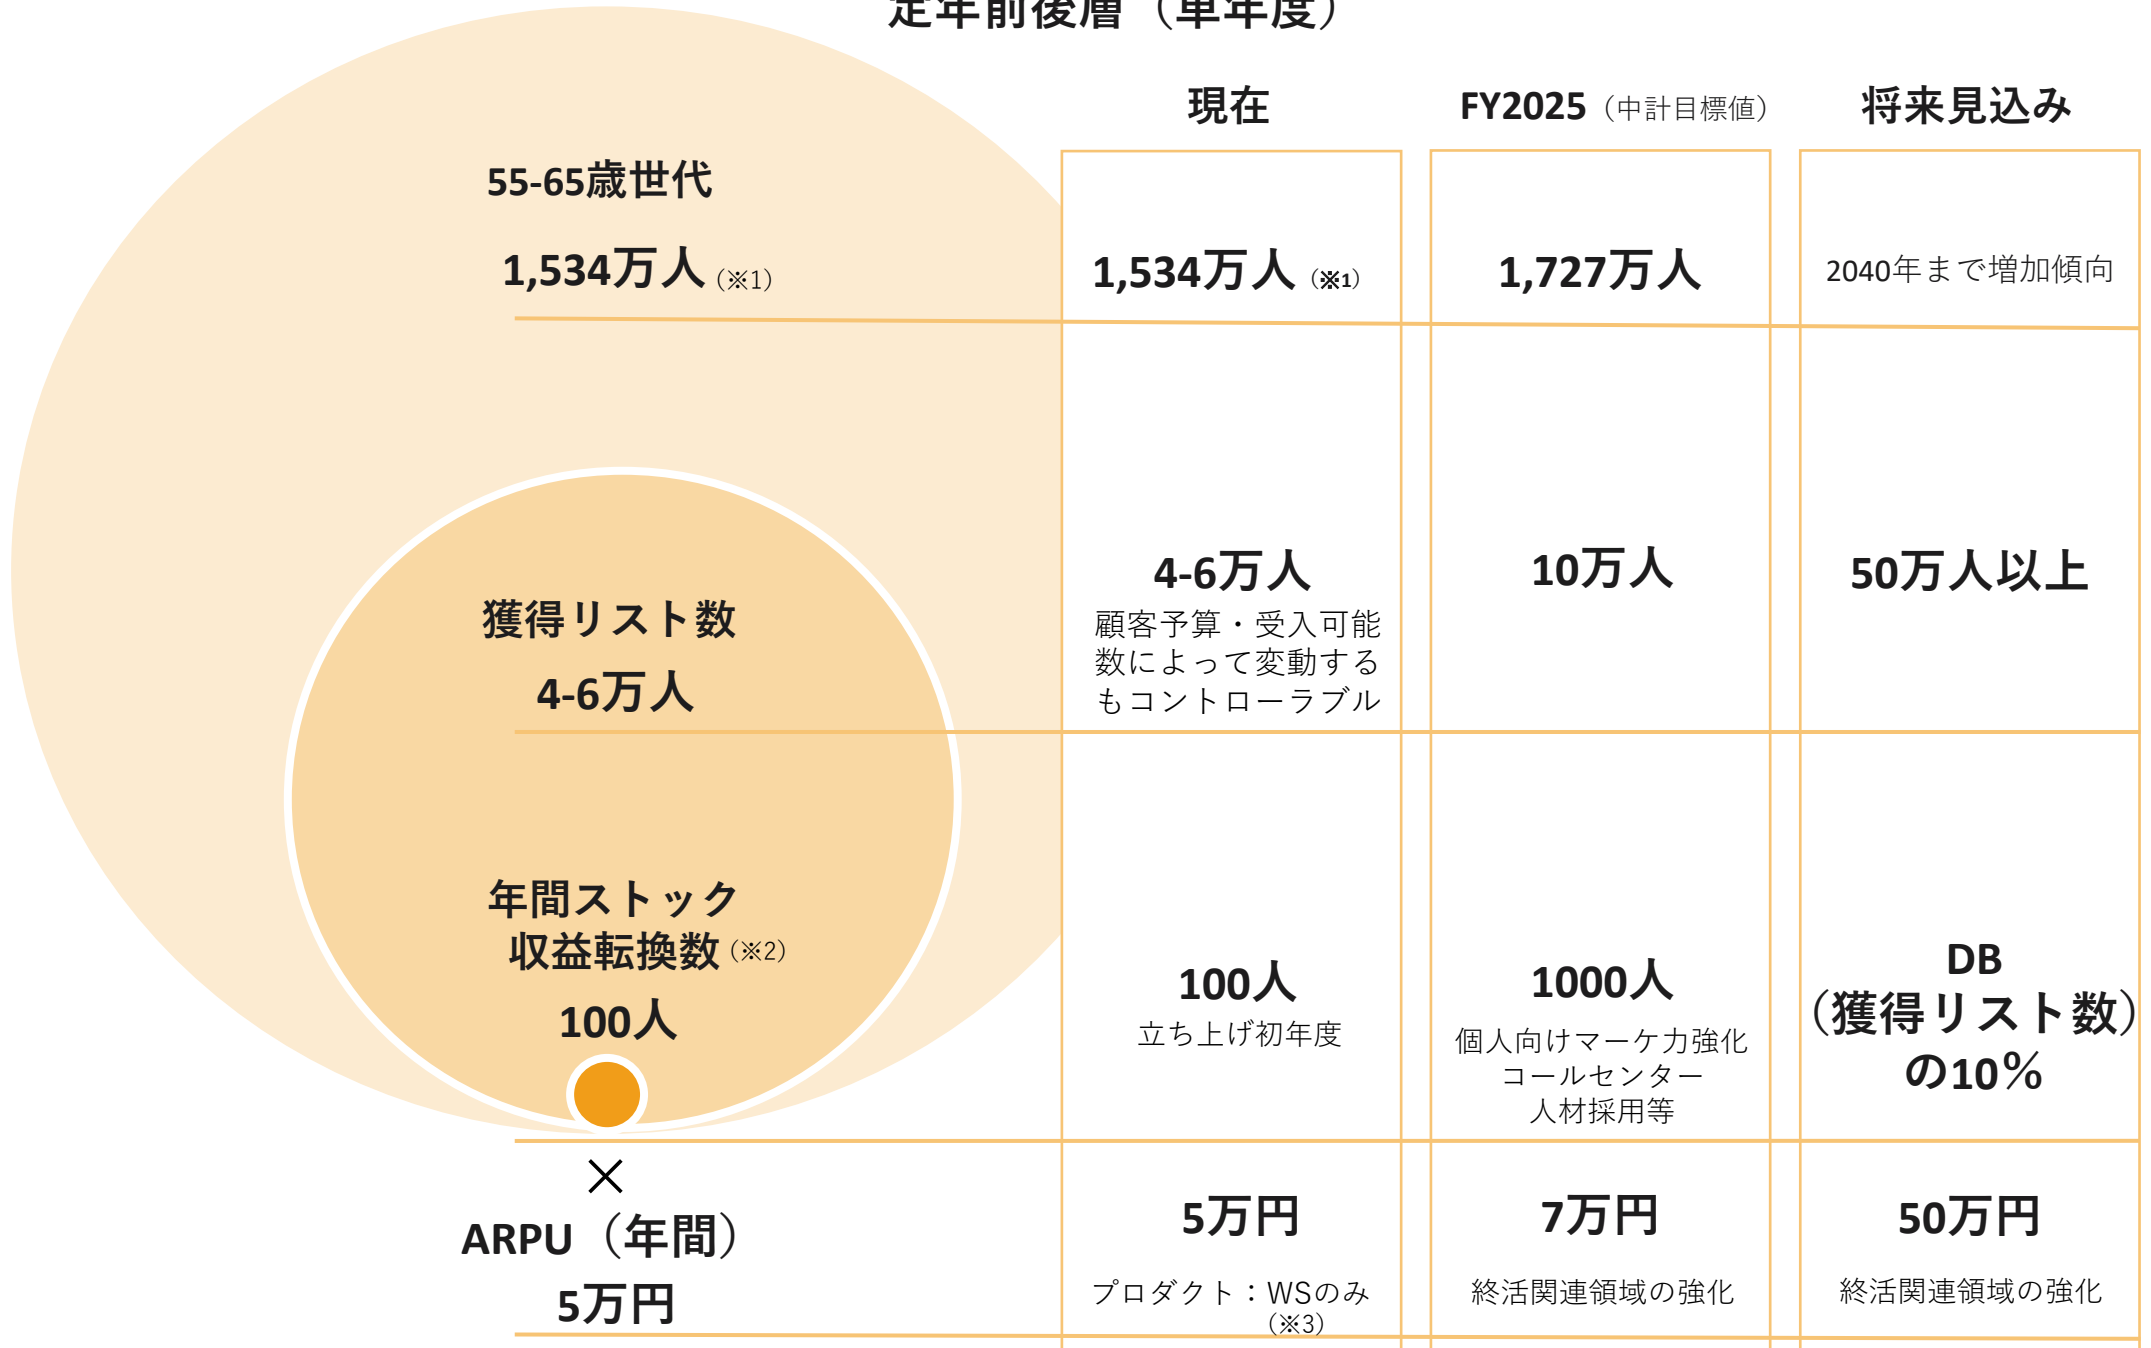 定年前後層（単年度）
現在
FY2025（中計目標値）
将来見込み
55-65歳世代
1,534万人（※1）
1,534万人（※1）
1,727万人
2040年まで増加傾向
獲得リスト数
4-6万人
4-6万人
顧客予算・受入可能
数によって変動する
もコントローラブル
10万人
50万人以上
年間ストック
収益転換数（※2）
100人
100人
立ち上げ初年度
1000人
個人向けマーケ力強化
コールセンター
人材採用等
DB
（獲得リスト数）
の10％
×
ARPU（年間）
5万円
5万円
プロダクト：WSのみ
（※3）
7万円
終活関連領域の強化
50万円
終活関連領域の強化